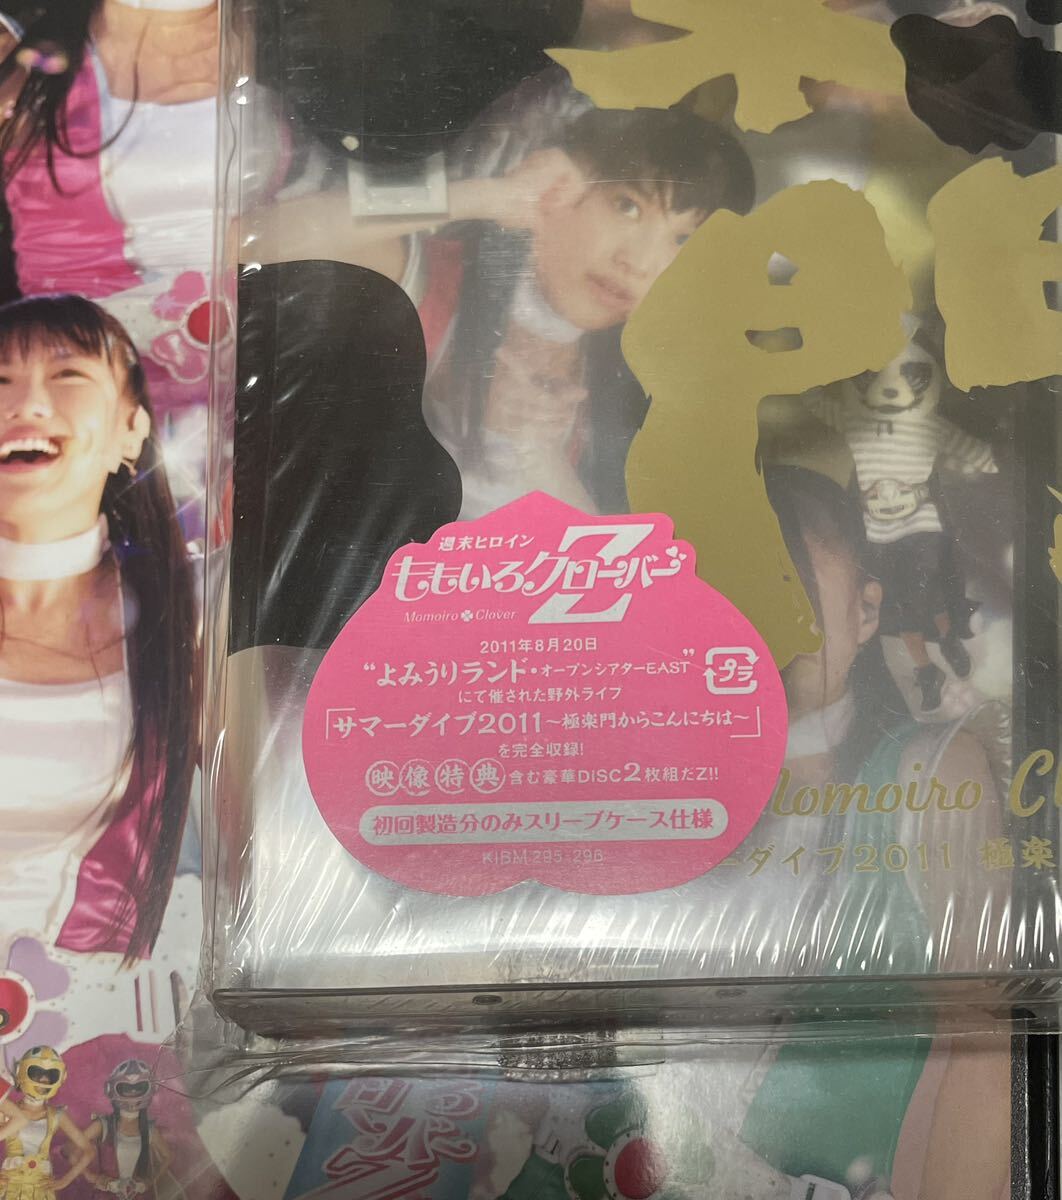 極楽門
週末ヒロイン
ももいろクローバーZ
Momoiro Clover
2011年8月20日
“よみうりランド・オープンシアターEAST”
にて催された野外ライブ
「サマーダイブ2011〜極楽門からこんにちは〜」
を完全収録!
映像特典 含む豪華DISC2枚組だZ!!
初回製造分のみスリーブケース仕様
KIBM 295-296
プラ
Momoiro C
ーダイブ2011 極楽